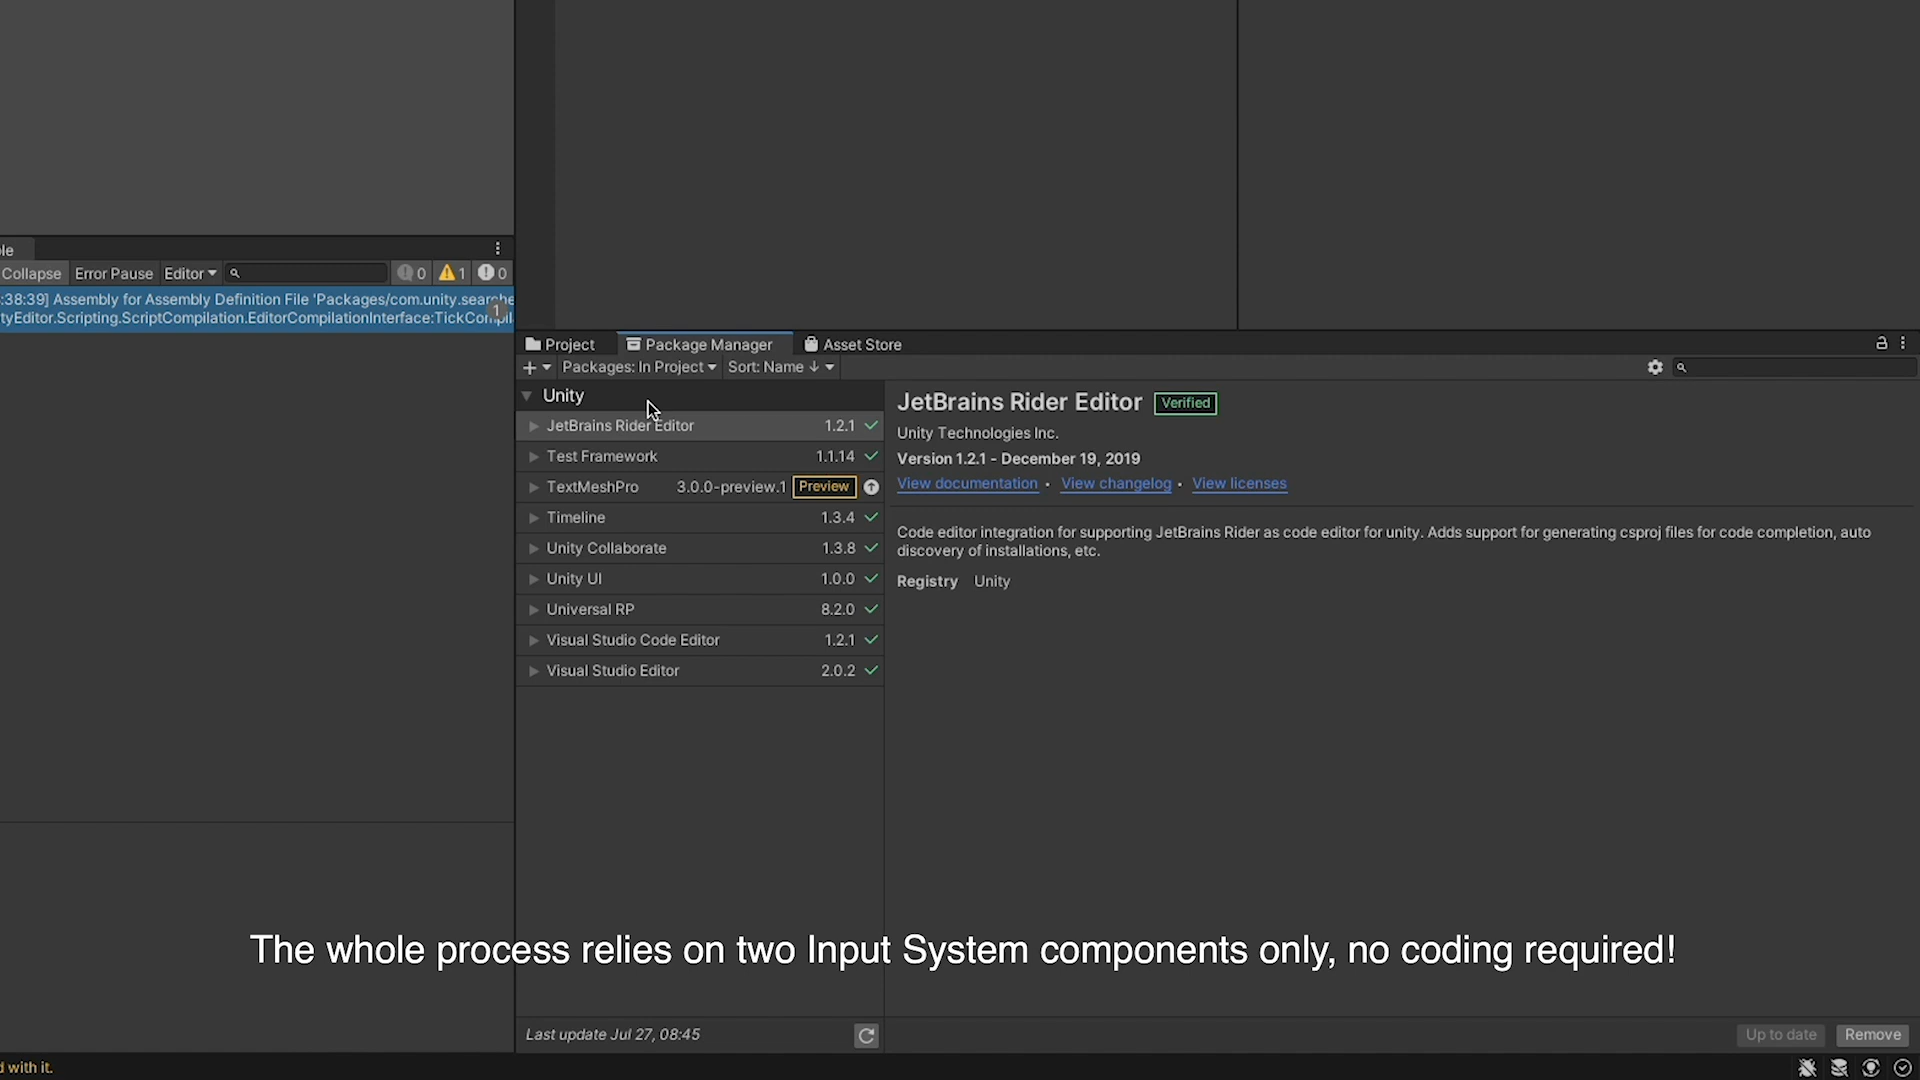 le
Collapse Error Pause Editor 0 1 0
:38:39] Assembly for Assembly Definition File 'Packages/com.unity.searche
tyEditor.Scripting.ScriptCompilation.EditorCompilationInterface:TickCompil
1
Project Package Manager Asset Store
+ Packages: In Project Sort: Name ↓
Unity
JetBrains Rider Editor 1.2.1
Test Framework 1.1.14
TextMeshPro 3.0.0-preview.1 Preview
Timeline 1.3.4
Unity Collaborate 1.3.8
Unity UI 1.0.0
Universal RP 8.2.0
Visual Studio Code Editor 1.2.1
Visual Studio Editor 2.0.2
JetBrains Rider Editor Verified
Unity Technologies Inc.
Version 1.2.1 - December 19, 2019
View documentation • View changelog • View licenses
Code editor integration for supporting JetBrains Rider as code editor for unity. Adds support for generating csproj files for code completion, auto
discovery of installations, etc.
Registry Unity
The whole process relies on two Input System components only, no coding required!
Last update Jul 27, 08:45
Up to date Remove
d with it.